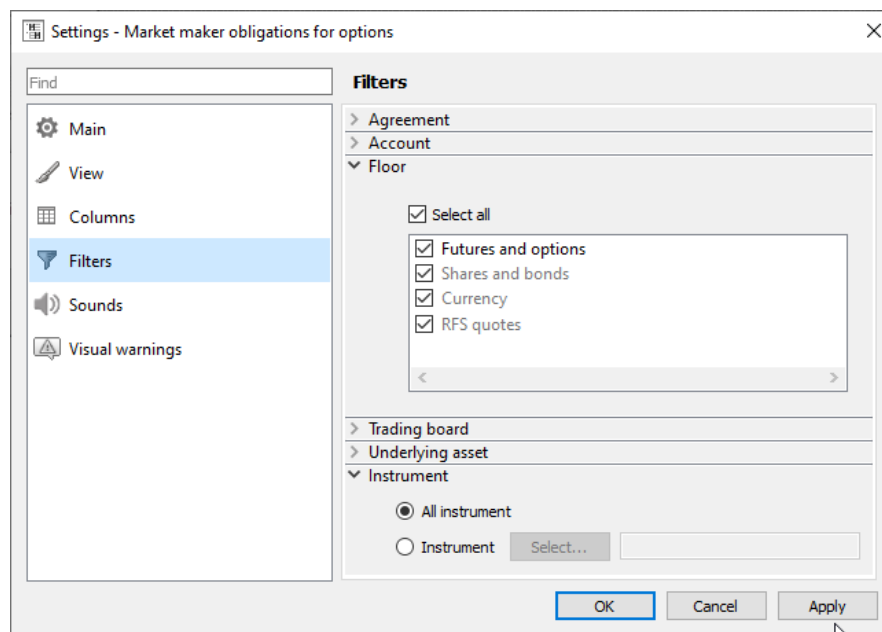 Settings - Market maker obligations for options
Find
Main
View
Columns
Filters
Sounds
Visual warnings
Filters
Agreement
Account
Floor
Select all
Futures and options
Shares and bonds
Currency
RFS quotes
Trading board
Underlying asset
Instrument
All instrument
Instrument Select...
OK Cancel Apply